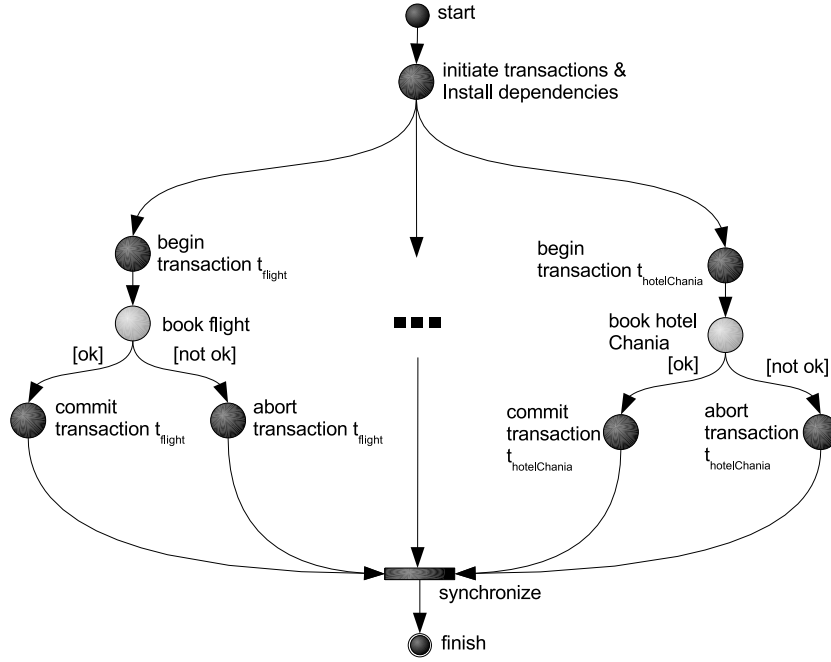 start
initiate transactions &
Install dependencies
begin
transaction t_flight
begin
transaction t_hotelChania
book flight
book hotel
Chania
[ok]
[not ok]
[ok]
[not ok]
commit
transaction t_flight
abort
transaction t_flight
commit
transaction
t_hotelChania
abort
transaction
t_hotelChania
synchronize
finish